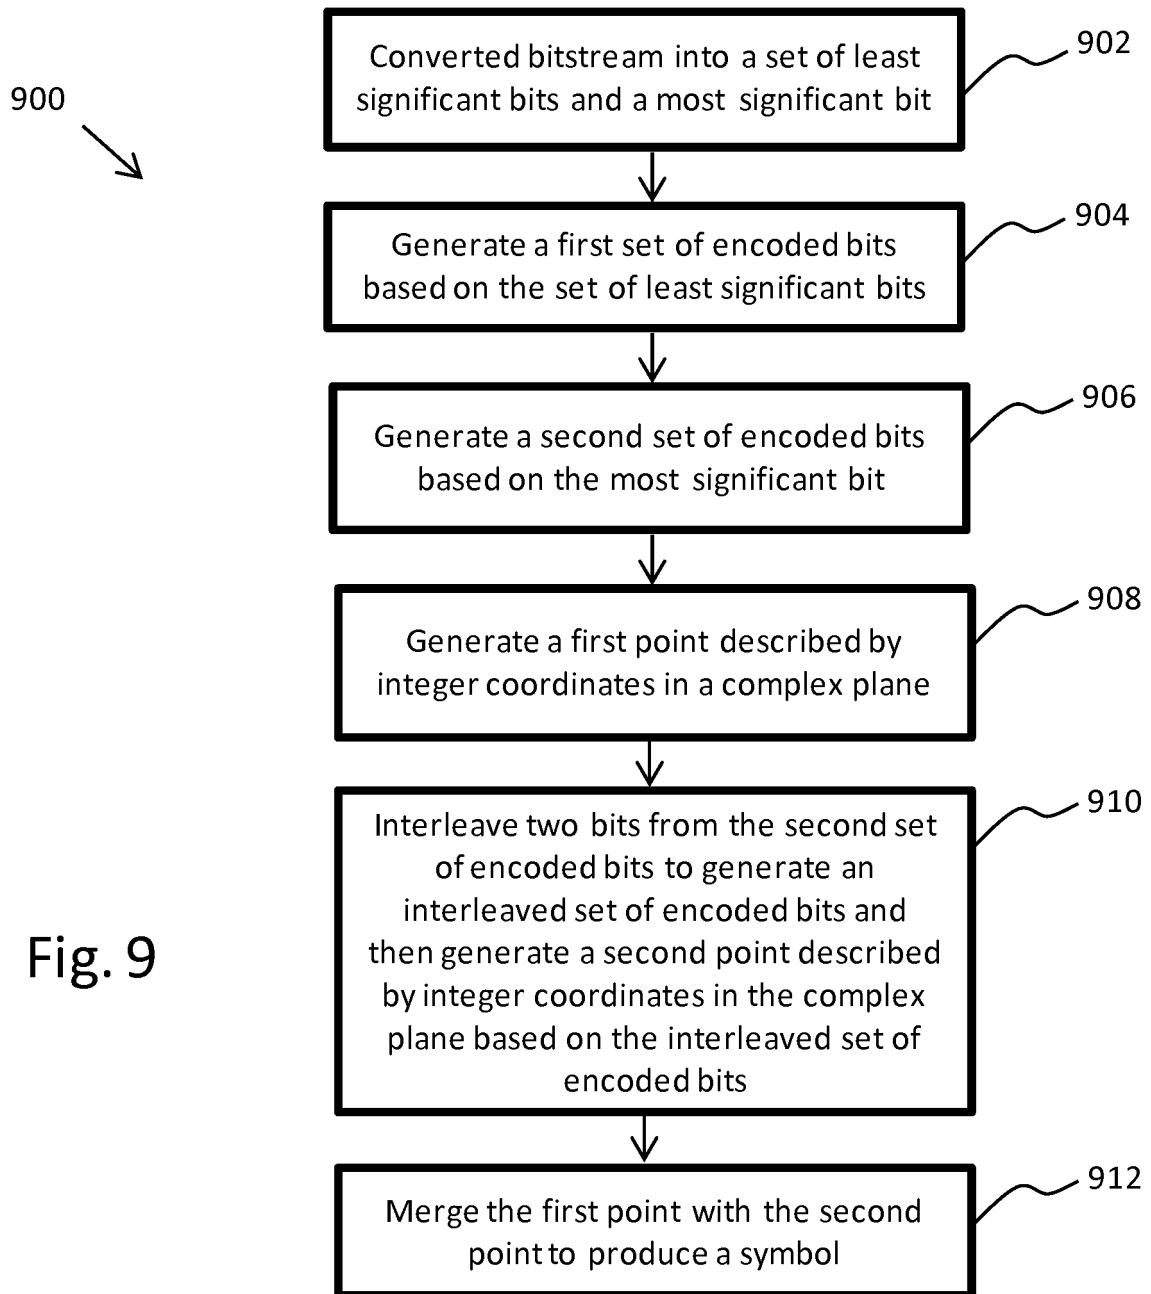 900
Converted bitstream into a set of least
significant bits and a most significant bit
902
Generate a first set of encoded bits
based on the set of least significant bits
904
Generate a second set of encoded bits
based on the most significant bit
906
Generate a first point described by
integer coordinates in a complex plane
908
Interleave two bits from the second set
of encoded bits to generate an
interleaved set of encoded bits and
then generate a second point described
by integer coordinates in the complex
plane based on the interleaved set of
encoded bits
910
Fig. 9
Merge the first point with the second
point to produce a symbol
912